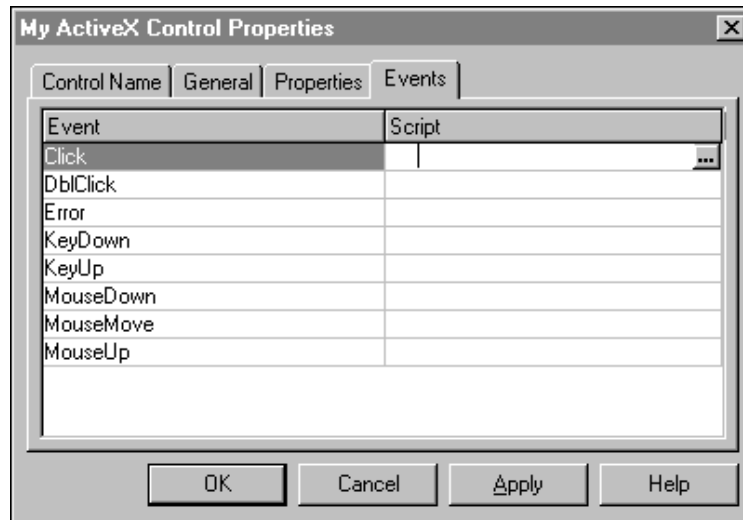 My ActiveX Control Properties
Control Name General Properties Events
Event Script
Click ...
DblClick
Error
KeyDown
KeyUp
MouseDown
MouseMove
MouseUp
OK Cancel Apply Help